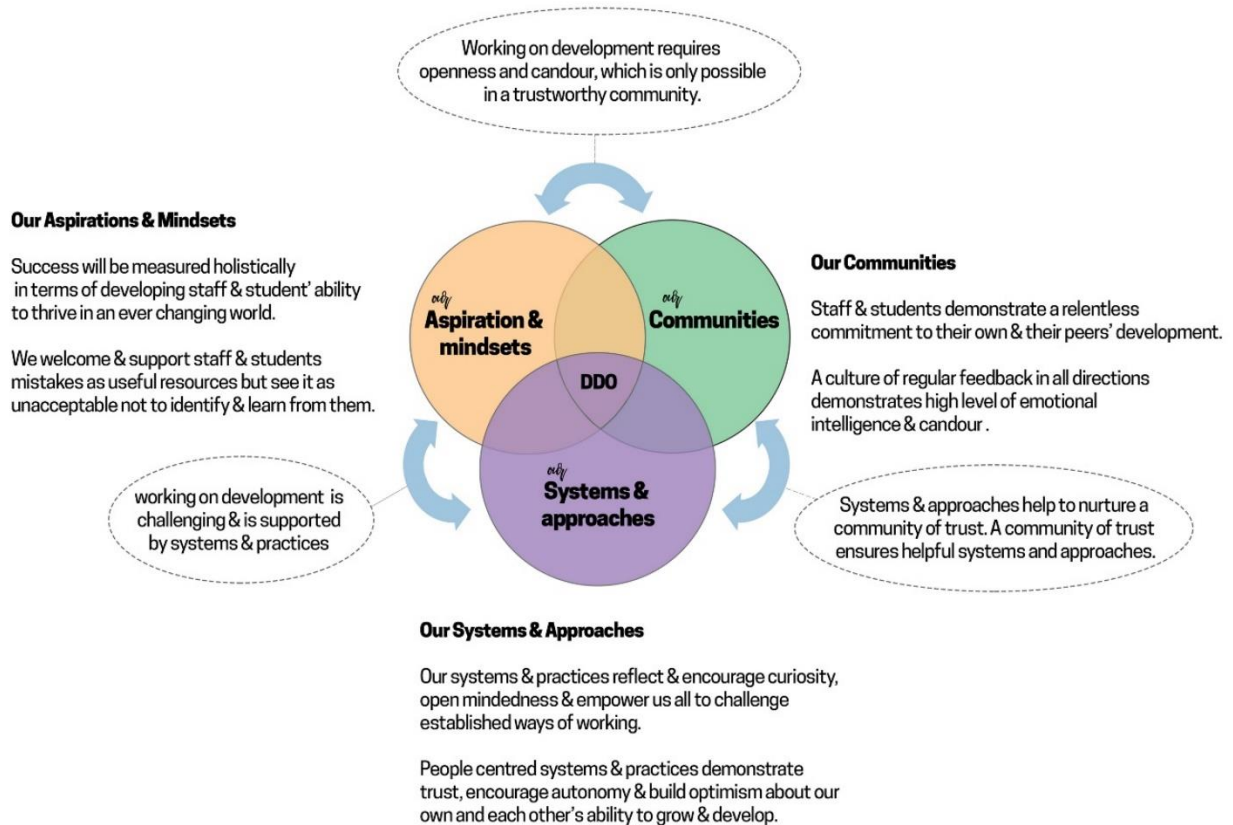 Working on development requires
openness and candour, which is only possible
in a trustworthy community.
Our Aspirations & Mindsets
Success will be measured holistically
in terms of developing staff & student' ability
to thrive in an ever changing world.
We welcome & support staff & students
mistakes as useful resources but see it as
unacceptable not to identify & learn from them.
our
Aspiration &
mindsets
our
Communities
DDO
our
Systems &
approaches
Our Communities
Staff & students demonstrate a relentless
commitment to their own & their peers' development.
A culture of regular feedback in all directions
demonstrates high level of emotional
intelligence & candour .
working on development is
challenging & is supported
by systems & practices
Systems & approaches help to nurture a
community of trust. A community of trust
ensures helpful systems and approaches.
Our Systems & Approaches
Our systems & practices reflect & encourage curiosity,
open mindedness & empower us all to challenge
established ways of working.
People centred systems & practices demonstrate
trust, encourage autonomy & build optimism about our
own and each other's ability to grow & develop.